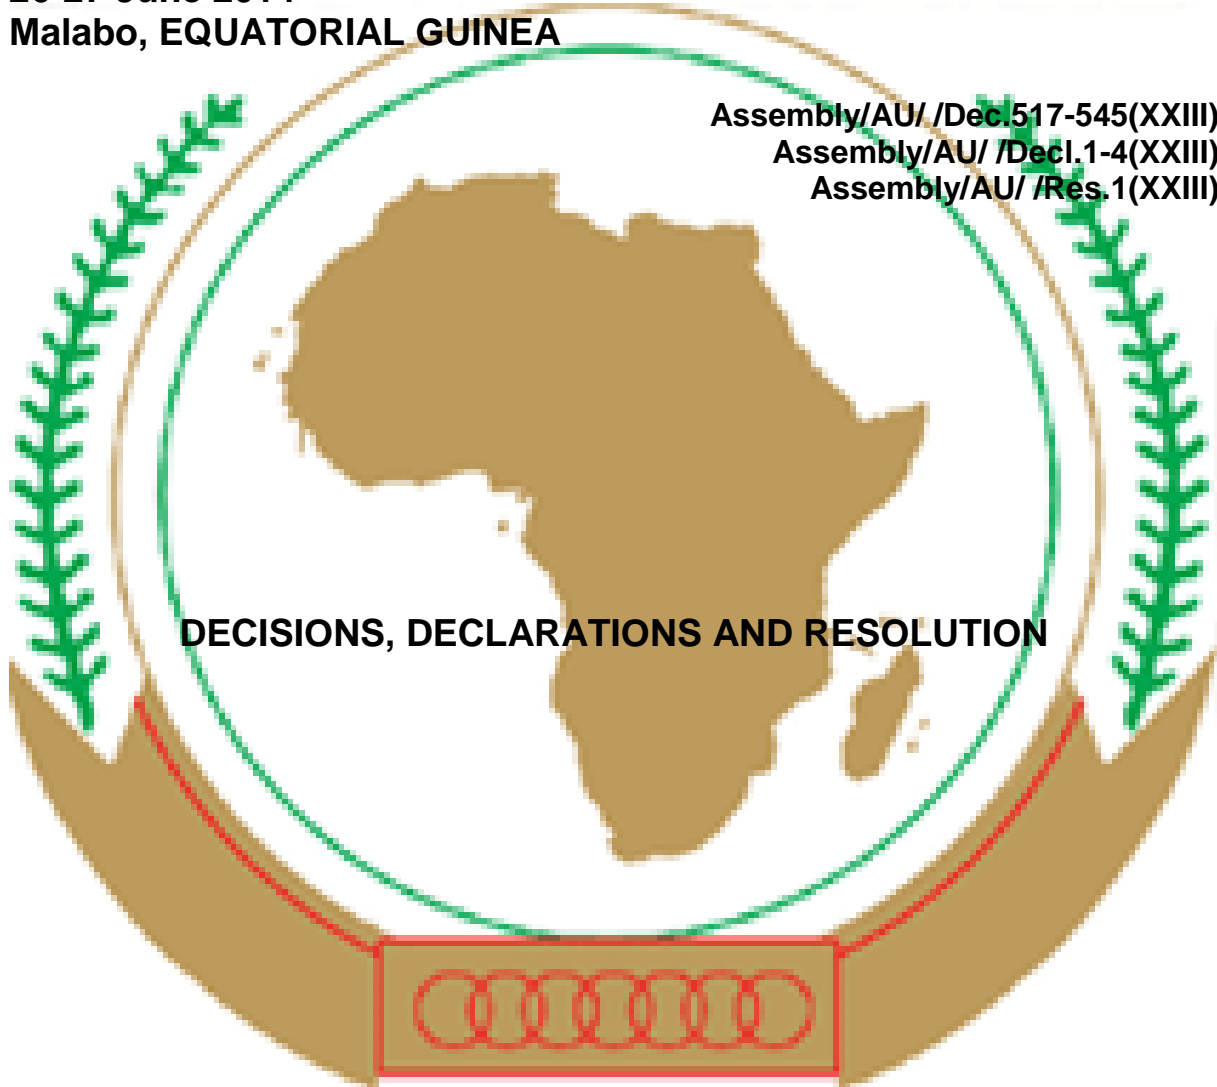 Malabo, EQUATORIAL GUINEA
Assembly/AU/ /Dec.517-545(XXIII)
Assembly/AU/ /Decl.1-4(XXIII)
Assembly/AU/ /Res.1(XXIII)
DECISIONS, DECLARATIONS AND RESOLUTION